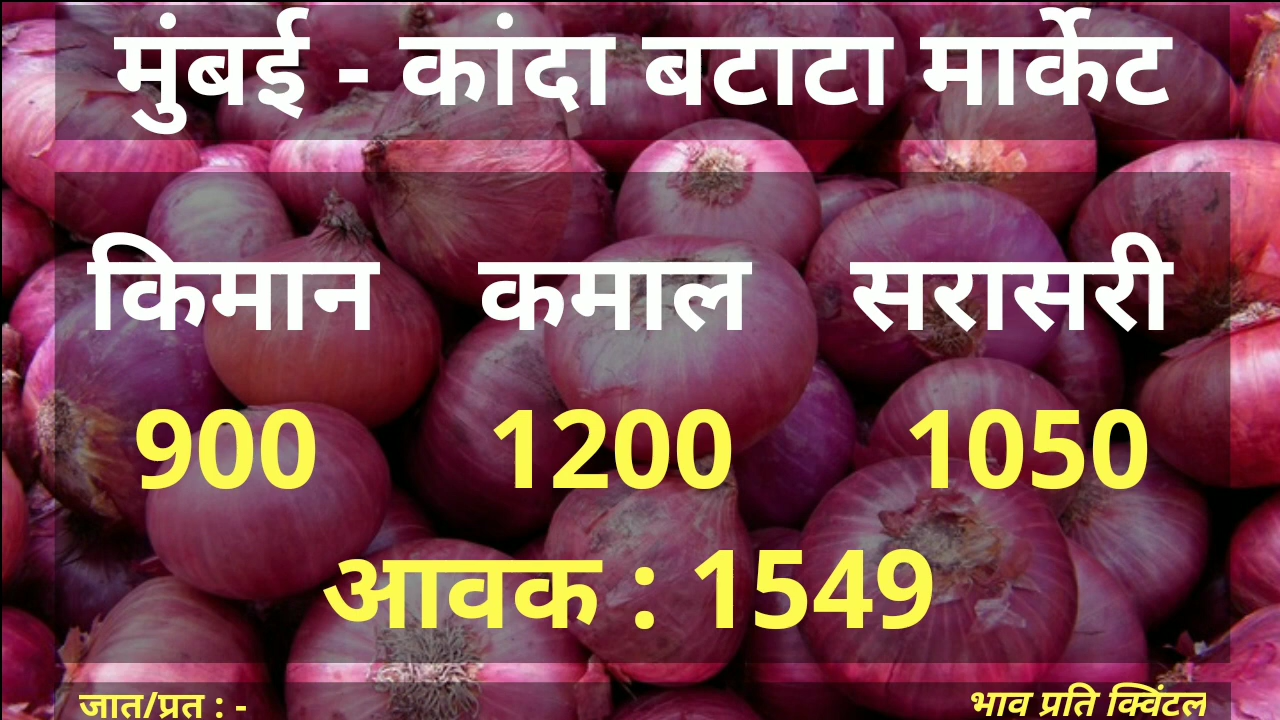 मुंबई - कांदा बटाटा मार्केट
किमान कमाल सरासरी
900 1200 1050
आवक : 1549
जात/प्रत : - भाव प्रति क्विंटल